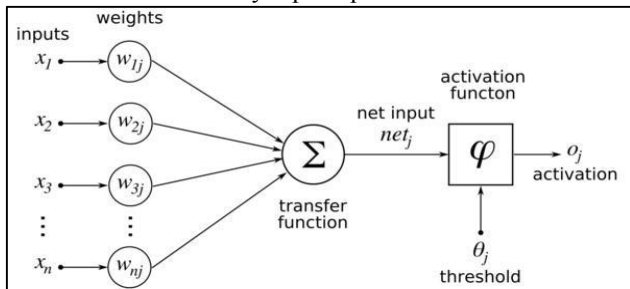 weights
inputs
x1 w1j
x2 w2j
x3 w3j
⋮ ⋮
xn wnj
Σ
transfer
function
net input
netj
activation
functon
φ
oj
activation
θj
threshold